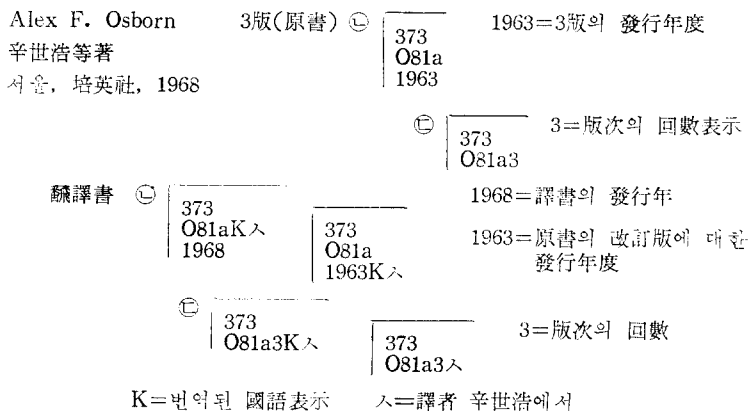 Alex F. Osborn 3版(原書) ㉡ 373 1963=3版의 發行年度
辛世浩等著 O81a
서울, 培英社, 1968 1963
㉢ 373 3=版次의 回數表示
O81a3
飜譯書 ㉡ 373 1968=譯書의 發行年
O81aKㅅ 373
1968 O81a 1963=原書의 改訂版에 대한
1963Kㅅ 發行年度
㉢ 373
O81a3Kㅅ 373 3=版次의 回數
O81a3ㅅ
K=번역된 國語表示 ㅅ=譯者 辛世浩에서